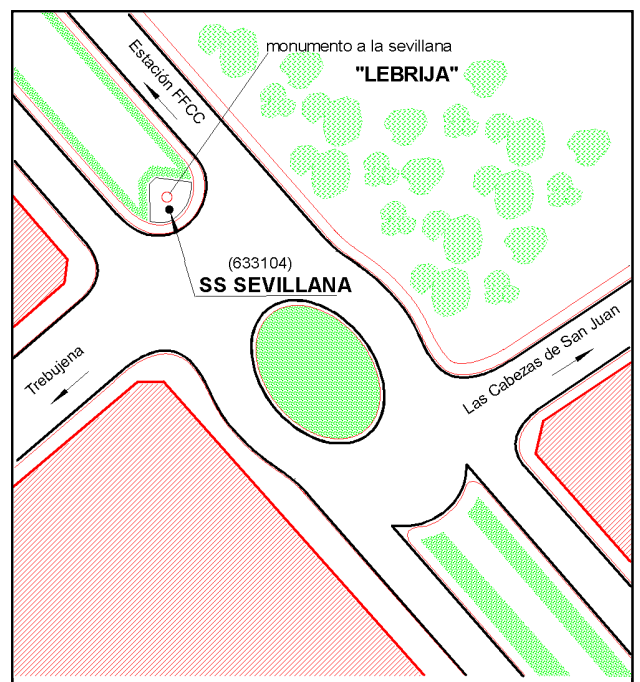 Estación FFCC
monumento a la sevillana
"LEBRIJA"
(633104)
SS SEVILLANA
Trebujena
Las Cabezas de San Juan